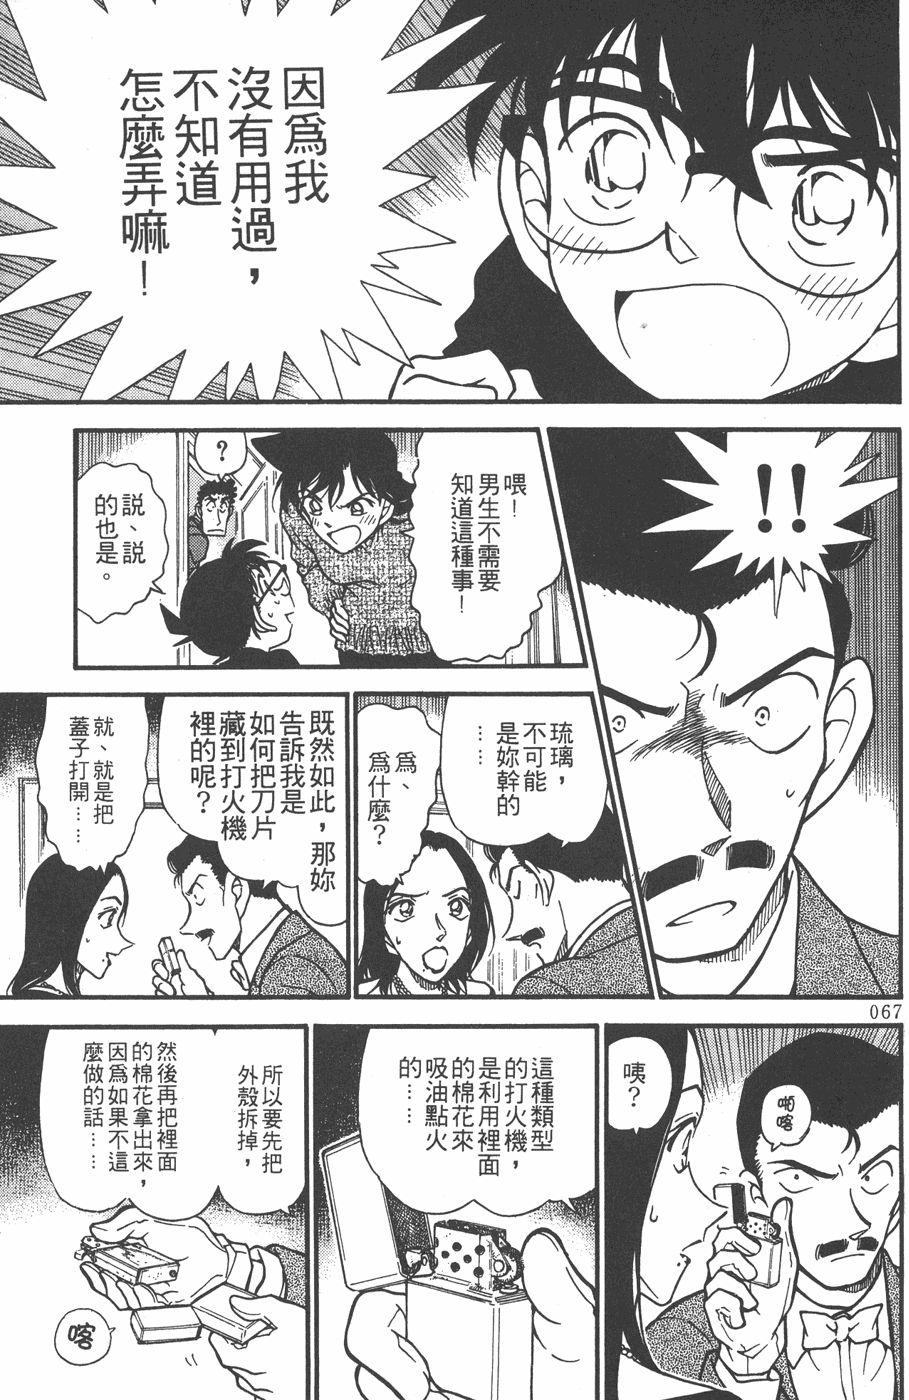 因為我
沒有用過，
不知道
怎麼弄嘛！
！！
喂！
男生不需要
知道這種事！
？
說、說
的也是。
琉璃，
不可能
是妳幹的
……
為、
為什麼？
既然如此，那妳
告訴我是
如何把刀片
藏到打火機
裡的呢？
就、就是把
蓋子打開……
067
啪喀
咦？
這種類型
的打火機，
是利用裡面
的棉花來
吸油點火
的……
所以要先把
外殼拆掉，
然後再把裡面
的棉花拿出來，
因為如果不這
麼做的話……
喀